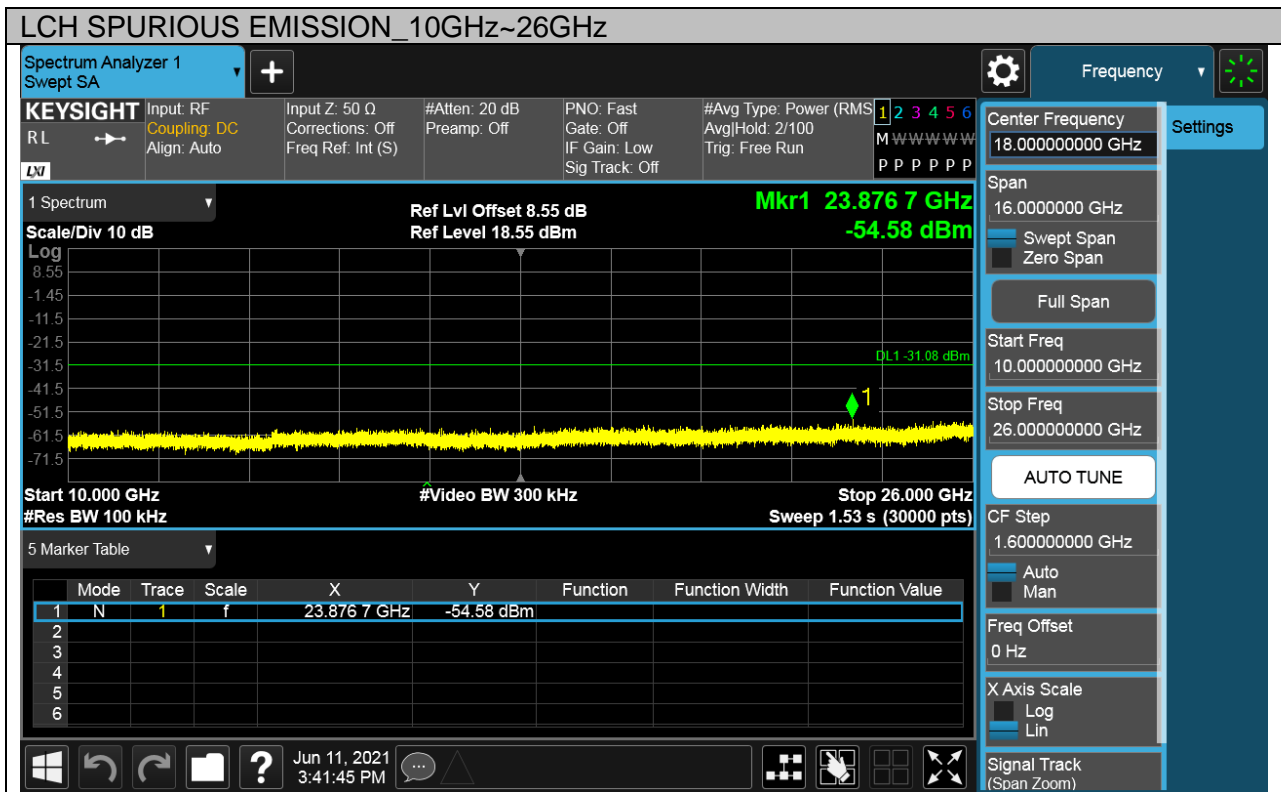 LCH SPURIOUS EMISSION_10GHz~26GHz
Spectrum Analyzer 1
Swept SA
Frequency
KEYSIGHT
RL
LXI
Input: RF
Coupling: DC
Align: Auto
Input Z: 50 Ω
Corrections: Off
Freq Ref: Int (S)
#Atten: 20 dB
Preamp: Off
PNO: Fast
Gate: Off
IF Gain: Low
Sig Track: Off
#Avg Type: Power (RMS
Avg|Hold: 2/100
Trig: Free Run
1 2 3 4 5 6
M W W W W W
P P P P P P
1 Spectrum
Scale/Div 10 dB
Ref Lvl Offset 8.55 dB
Ref Level 18.55 dBm
Mkr1 23.876 7 GHz
-54.58 dBm
Log
8.55
-1.45
-11.5
-21.5
-31.5
-41.5
-51.5
-61.5
-71.5
DL1 -31.08 dBm
1
Start 10.000 GHz
#Video BW 300 kHz
Stop 26.000 GHz
#Res BW 100 kHz
Sweep 1.53 s (30000 pts)
5 Marker Table
Mode Trace Scale X Y Function Function Width Function Value
1 N 1 f 23.876 7 GHz -54.58 dBm
2
3
4
5
6
Jun 11, 2021
3:41:45 PM
Center Frequency
18.000000000 GHz
Settings
Span
16.0000000 GHz
Swept Span
Zero Span
Full Span
Start Freq
10.000000000 GHz
Stop Freq
26.000000000 GHz
AUTO TUNE
CF Step
1.600000000 GHz
Auto
Man
Freq Offset
0 Hz
X Axis Scale
Log
Lin
Signal Track
(Span Zoom)